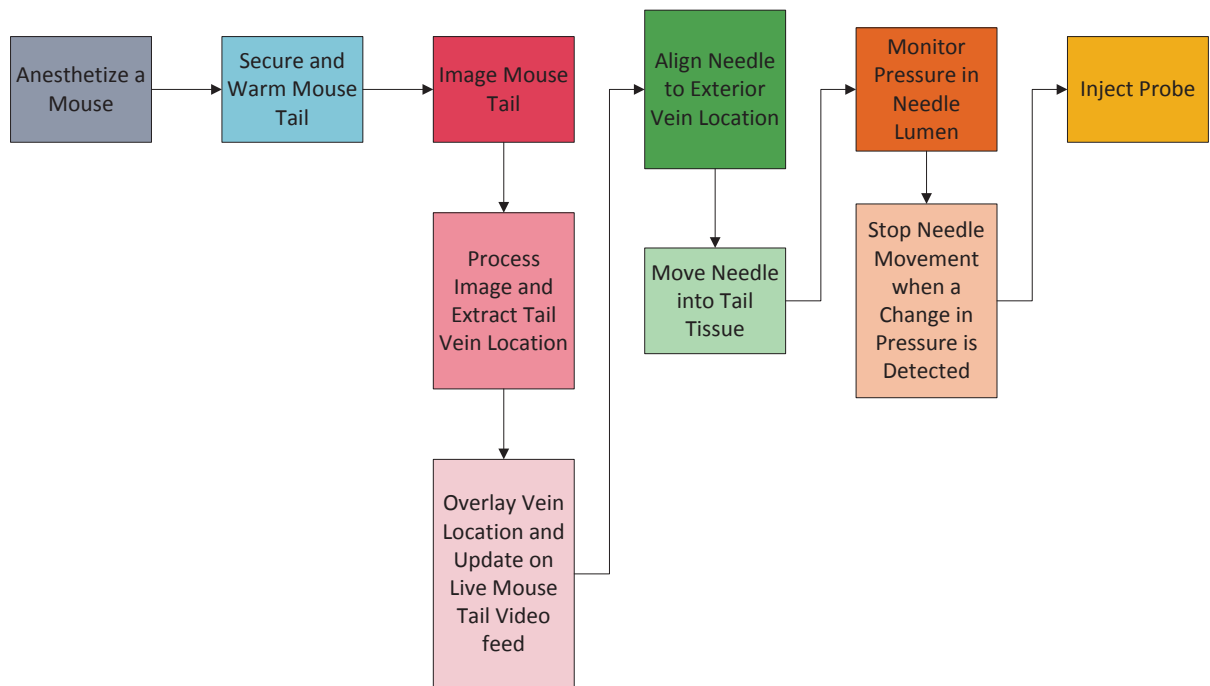 Anesthetize a
Mouse
Secure and
Warm Mouse
Tail
Image Mouse
Tail
Process
Image and
Extract Tail
Vein Location
Overlay Vein
Location and
Update on
Live Mouse
Tail Video
feed
Align Needle
to Exterior
Vein Location
Move Needle
into Tail
Tissue
Monitor
Pressure in
Needle
Lumen
Stop Needle
Movement
when a
Change in
Pressure is
Detected
Inject Probe